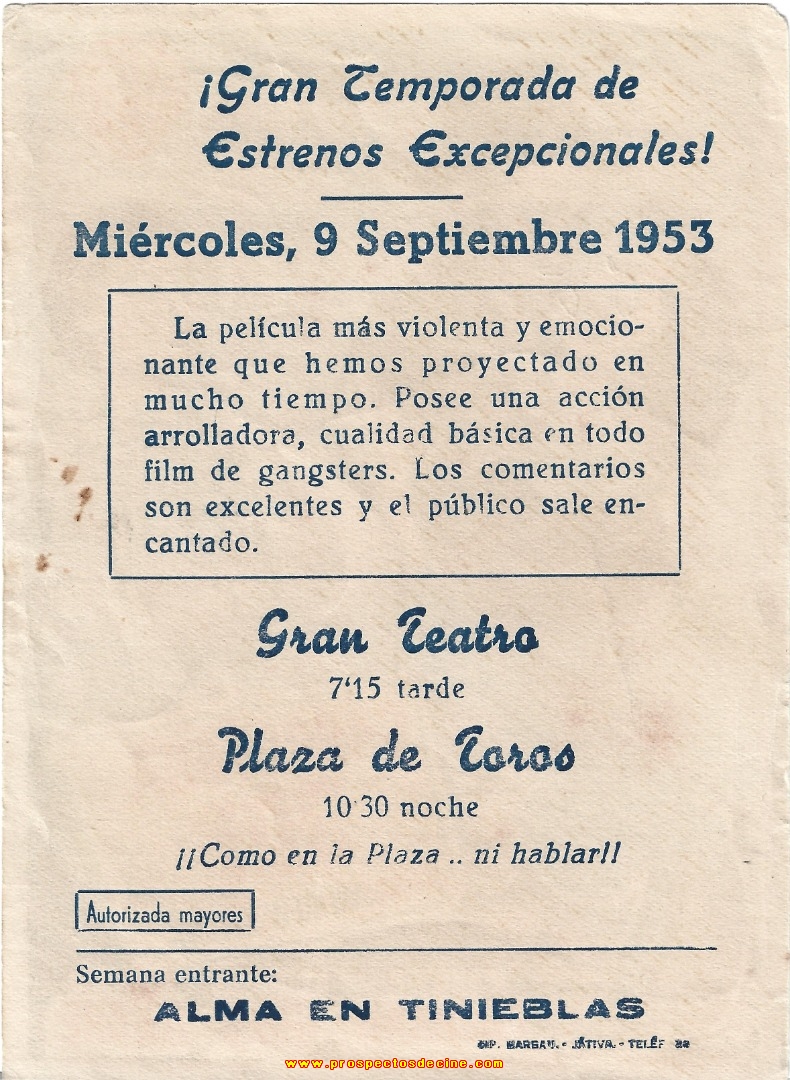 ¡Gran Temporada de
Estrenos Excepcionales!
Miércoles, 9 Septiembre 1953
La película más violenta y emocio-
nante que hemos proyectado en
mucho tiempo. Posee una acción
arrolladora, cualidad básica en todo
film de gangsters. Los comentarios
son excelentes y el público sale en-
cantado.
Gran Teatro
7'15 tarde
Plaza de Toros
10'30 noche
¡¡Como en la Plaza .. ni hablar!!
Autorizada mayores
Semana entrante:
ALMA EN TINIEBLAS
JÁTIVA.- TELÉF
www.prospectosdecine.com